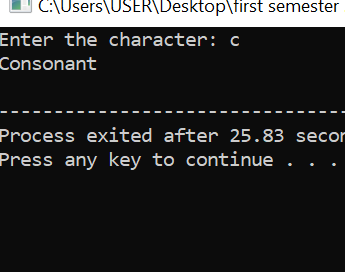 C:\Users\USER\Desktop\first semester
Enter the character: c
Consonant
--------------------------------
Process exited after 25.83
Press any key to continue . . .